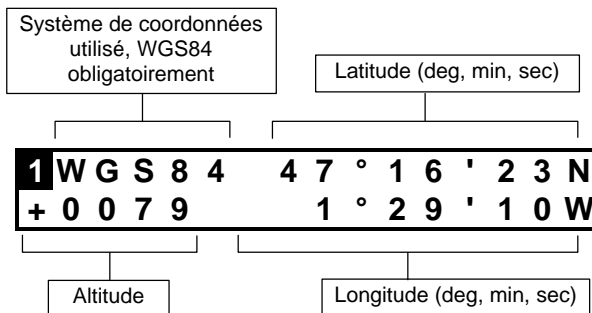 Système de coordonnées
utilisé, WGS84
obligatoirement
Latitude (deg, min, sec)
1WGS84 47°16'23N
+0079 1°29'10W
Altitude
Longitude (deg, min, sec)